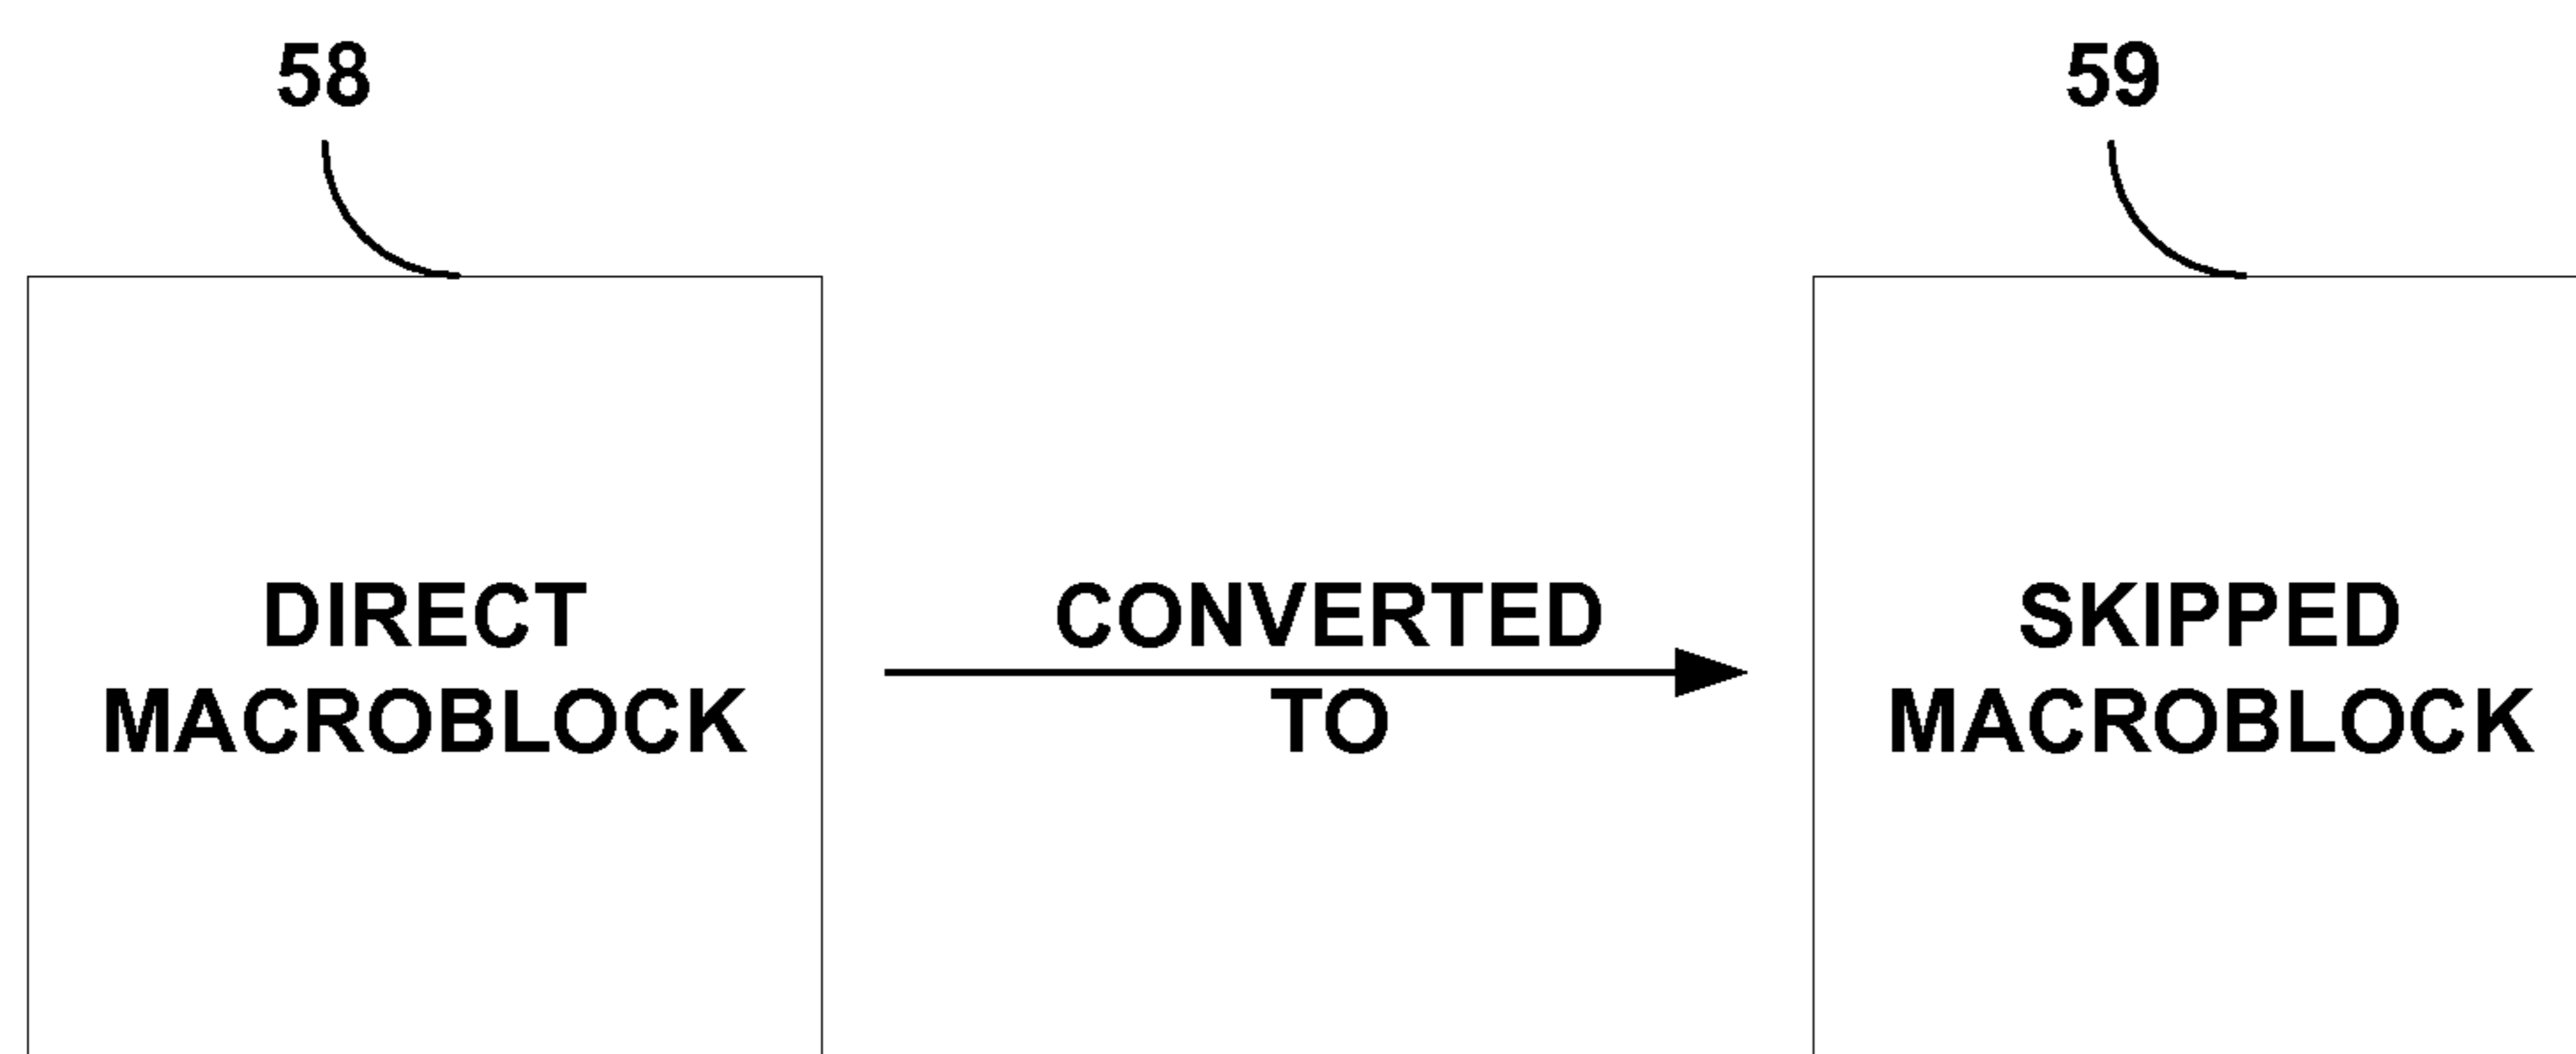 58
59
DIRECT
MACROBLOCK
CONVERTED
TO
SKIPPED
MACROBLOCK